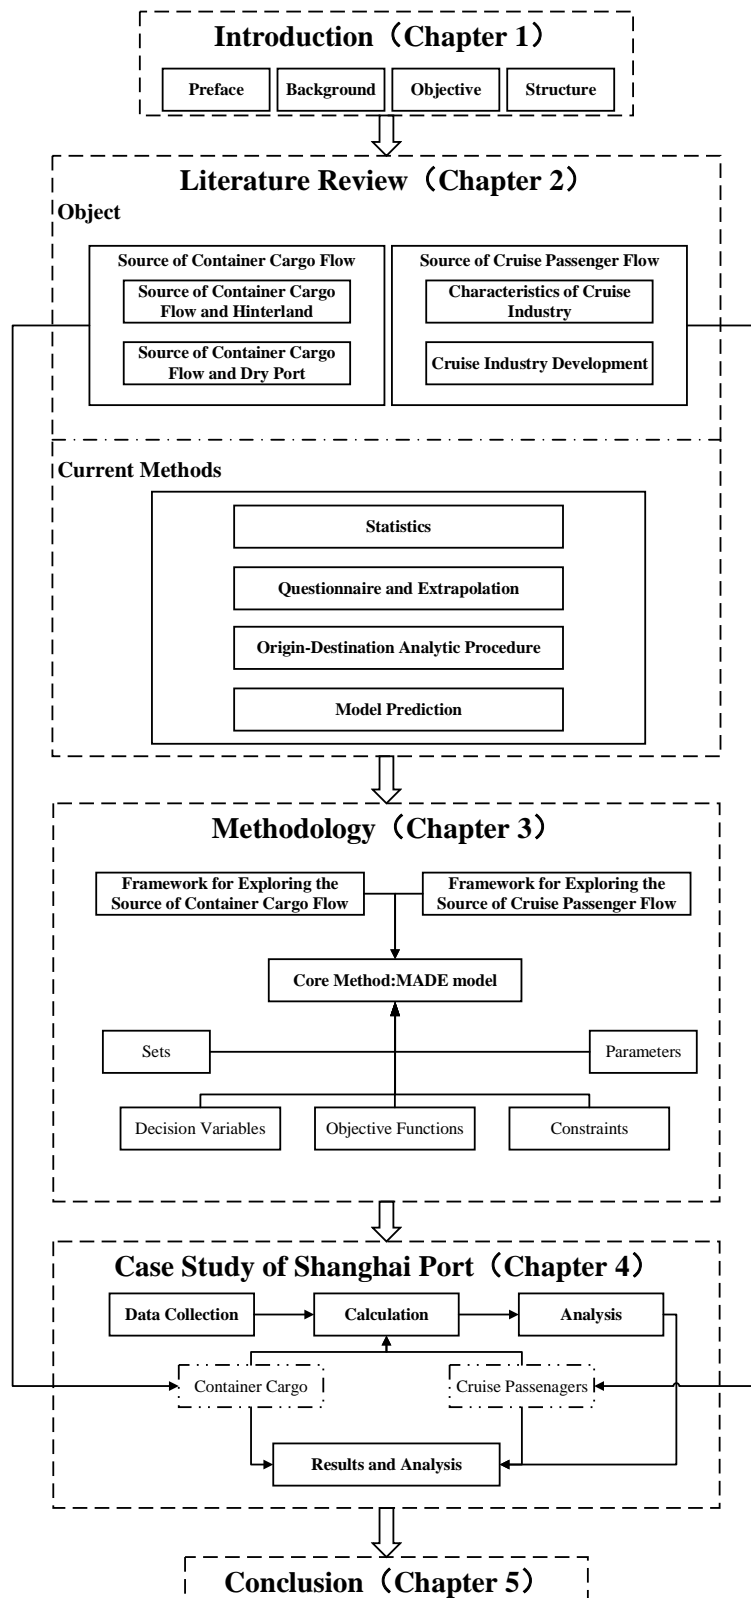 Introduction（Chapter 1）
Preface
Background
Objective
Structure
Literature Review（Chapter 2）
Object
Source of Container Cargo Flow
Source of Container Cargo
Flow and Hinterland
Source of Container Cargo
Flow and Dry Port
Source of Cruise Passenger Flow
Characteristics of Cruise
Industry
Cruise Industry Development
Current Methods
Statistics
Questionnaire and Extrapolation
Origin-Destination Analytic Procedure
Model Prediction
Methodology（Chapter 3）
Framework for Exploring the
Source of Container Cargo Flow
Framework for Exploring the
Source of Cruise Passenger Flow
Core Method:MADE model
Sets
Parameters
Decision Variables
Objective Functions
Constraints
Case Study of Shanghai Port（Chapter 4）
Data Collection
Calculation
Analysis
Container Cargo
Cruise Passenagers
Results and Analysis
Conclusion（Chapter 5）